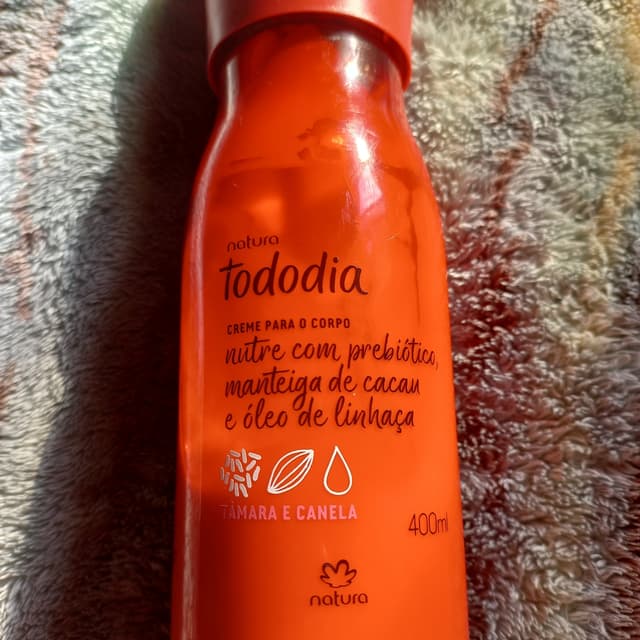 natura
tododia
CREME PARA O CORPO
nutre com prebiótico,
manteiga de cacau
e óleo de linhaça
TÂMARA E CANELA
400ml
natura